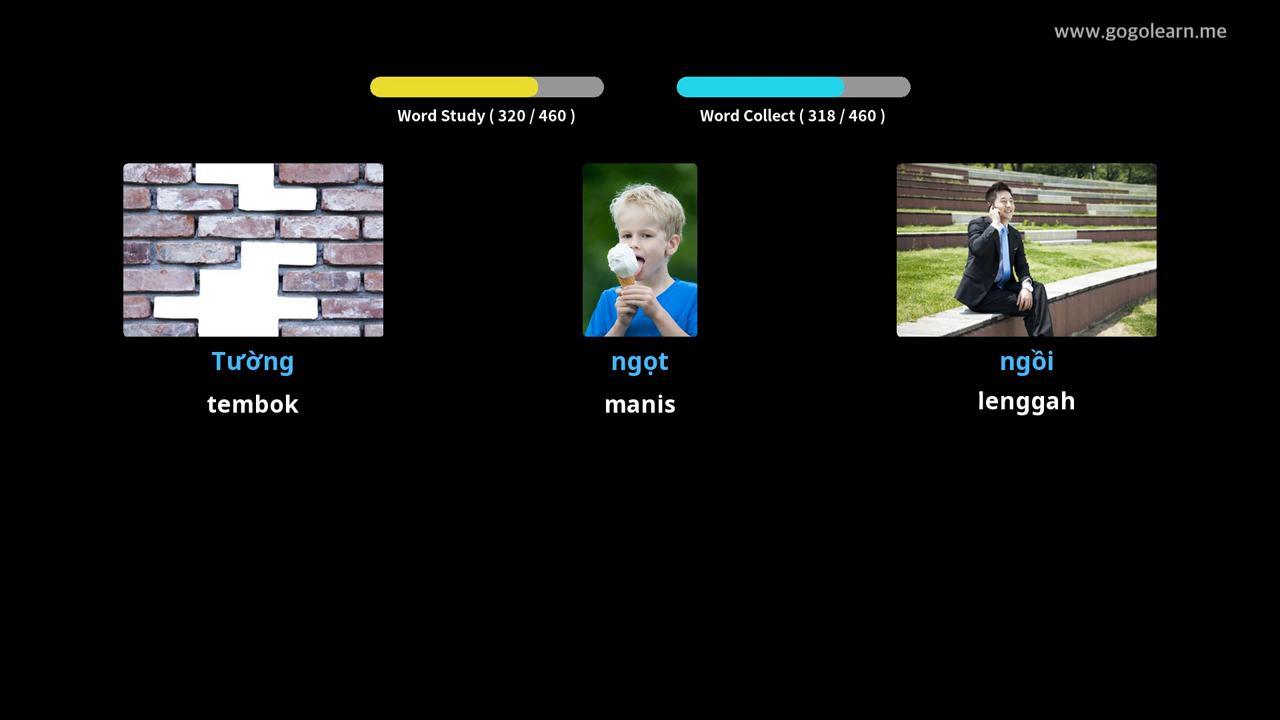 www.gogolearn.me
Word Study ( 320 / 460 )
Word Collect ( 318 / 460 )
Tường
tembok
ngọt
manis
ngồi
lenggah